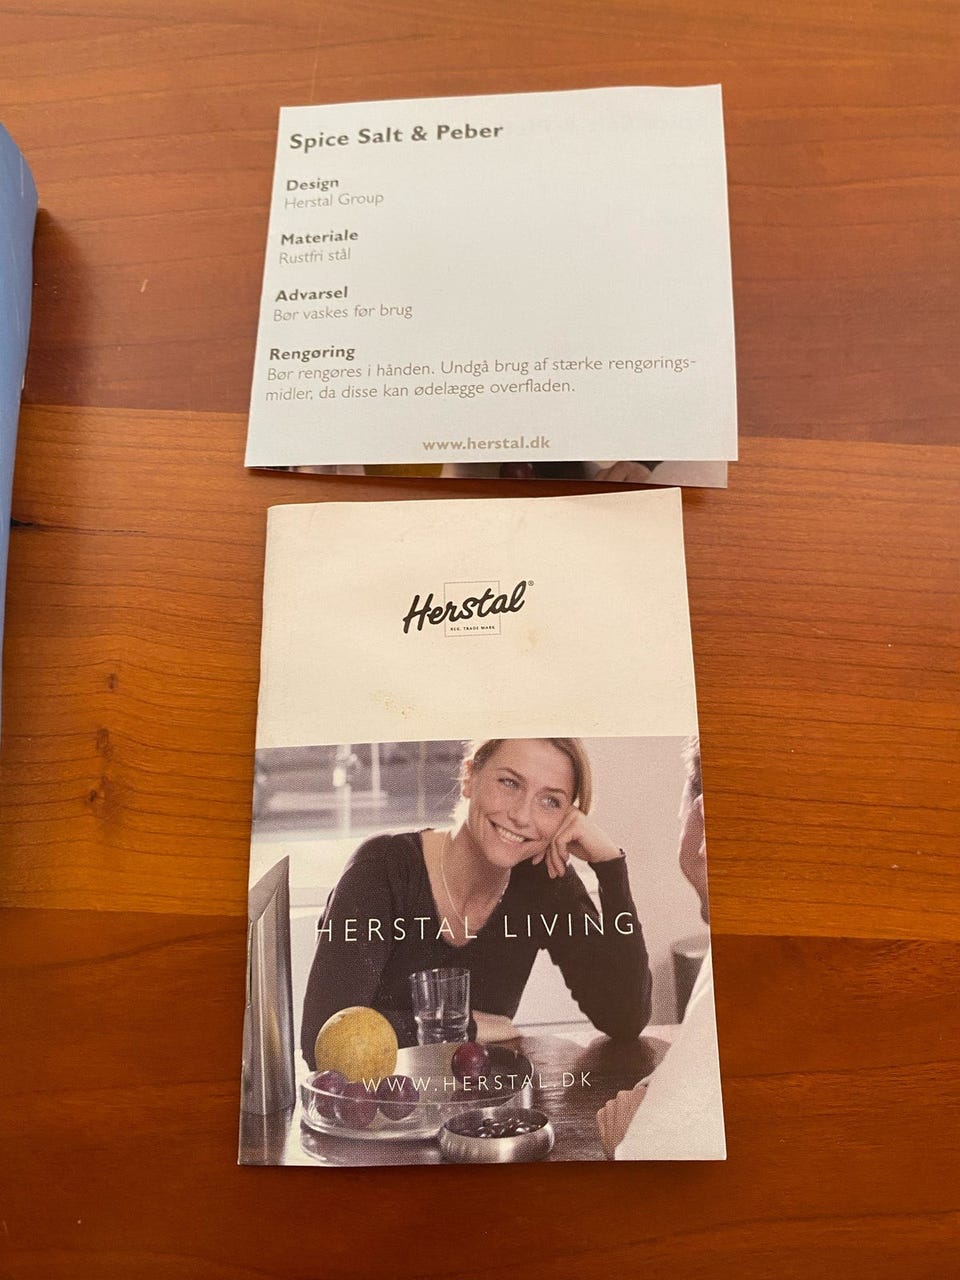 Spice Salt & Peber
Design
Herstal Group
Materiale
Rustfri stål
Advarsel
Bør vaskes før brug
Rengøring
Bør rengøres i hånden. Undgå brug af stærke rengørings-
midler, da disse kan ødelægge overfladen.
www.herstal.dk
Herstal®
REG. TRADE MARK
HERSTAL LIVING
WWW.HERSTAL.DK